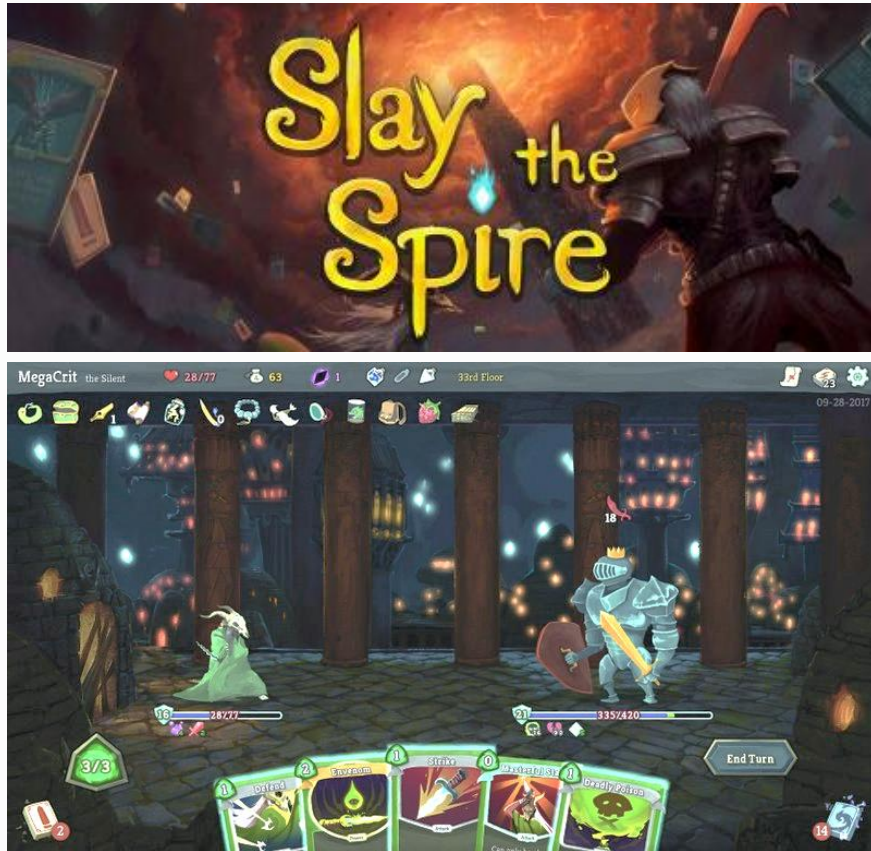 Slay
the
Spire
MegaCrit the Silent 28/77 63 1 33rd Floor 23
1 0 09-28-2017
18
16 28/77 21 335/420
3/3 End Turn
1 Defend 2 Envenom 1 Strike 0 1 Deadly Poison
Attack
2 14